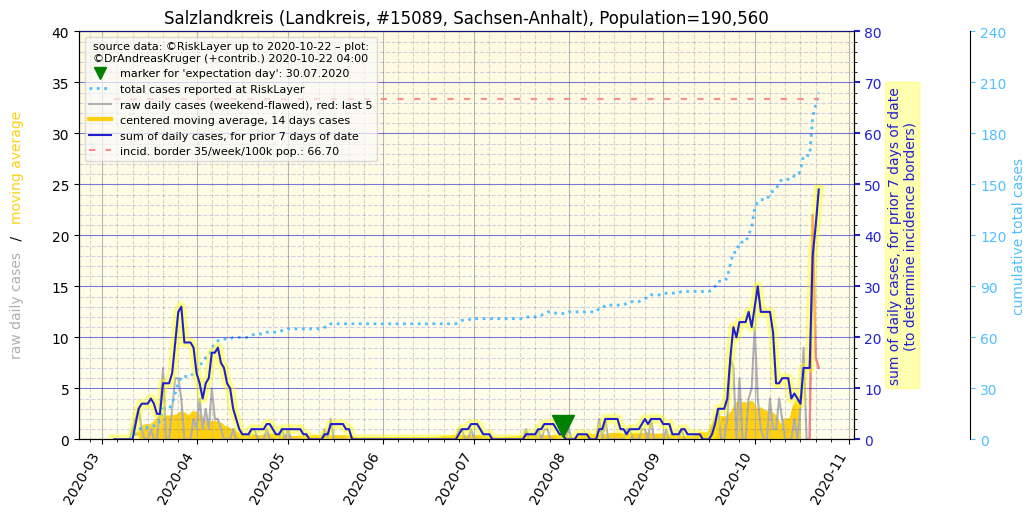 Salzlandkreis (Landkreis, #15089, Sachsen-Anhalt), Population=190,560
source data: ©RiskLayer up to 2020-10-22 – plot:
©DrAndreasKruger (+contrib.) 2020-10-22 04:00
marker for 'expectation day': 30.07.2020
total cases reported at RiskLayer
raw daily cases (weekend-flawed), red: last 5
centered moving average, 14 days cases
sum of daily cases, for prior 7 days of date
incid. border 35/week/100k pop.: 66.70
raw daily cases / moving average
40
35
30
25
20
15
10
5
0
80
70
60
50
40
30
20
10
0
sum of daily cases, for prior 7 days of date
(to determine incidence borders)
240
210
180
150
120
90
60
30
0
cumulative total cases
2020-03
2020-04
2020-05
2020-06
2020-07
2020-08
2020-09
2020-10
2020-11